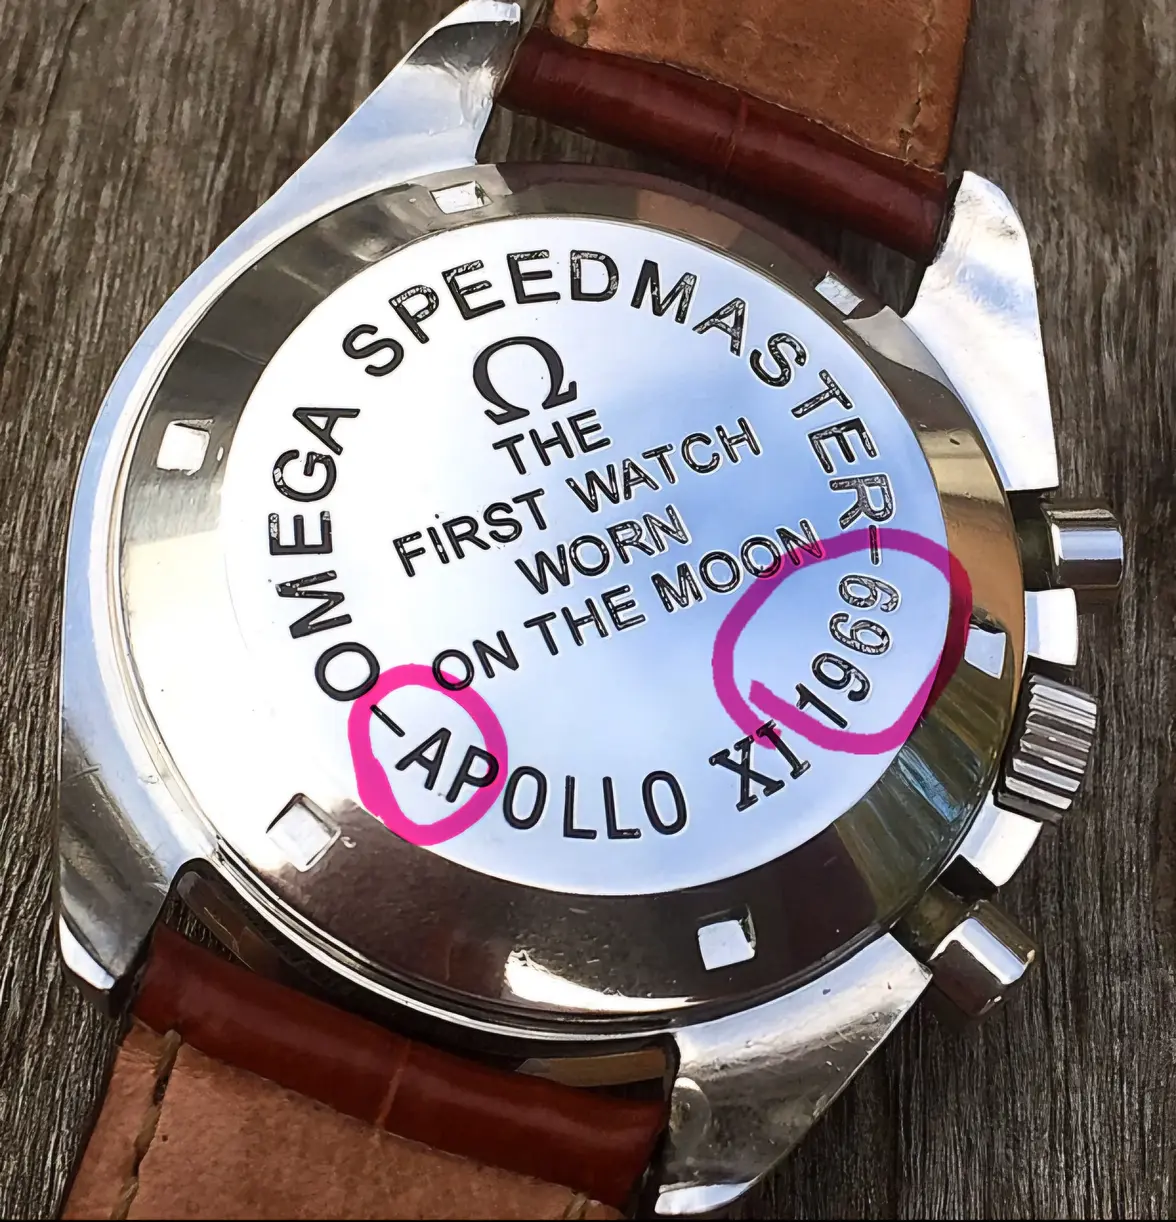 OMEGA SPEEDMASTER-
Ω
THE
FIRST WATCH
WORN
ON THE MOON
-APOLLO XI 1969